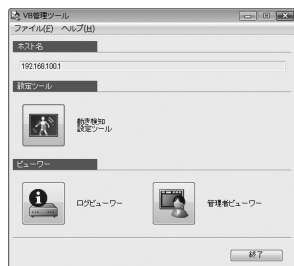 VB管理ツール
ファイル(F) ヘルプ(H)
ホスト名
192.168.100.1
設定ツール
動き検知
設定ツール
ビューワー
ログビューワー
管理者ビューワー
終了